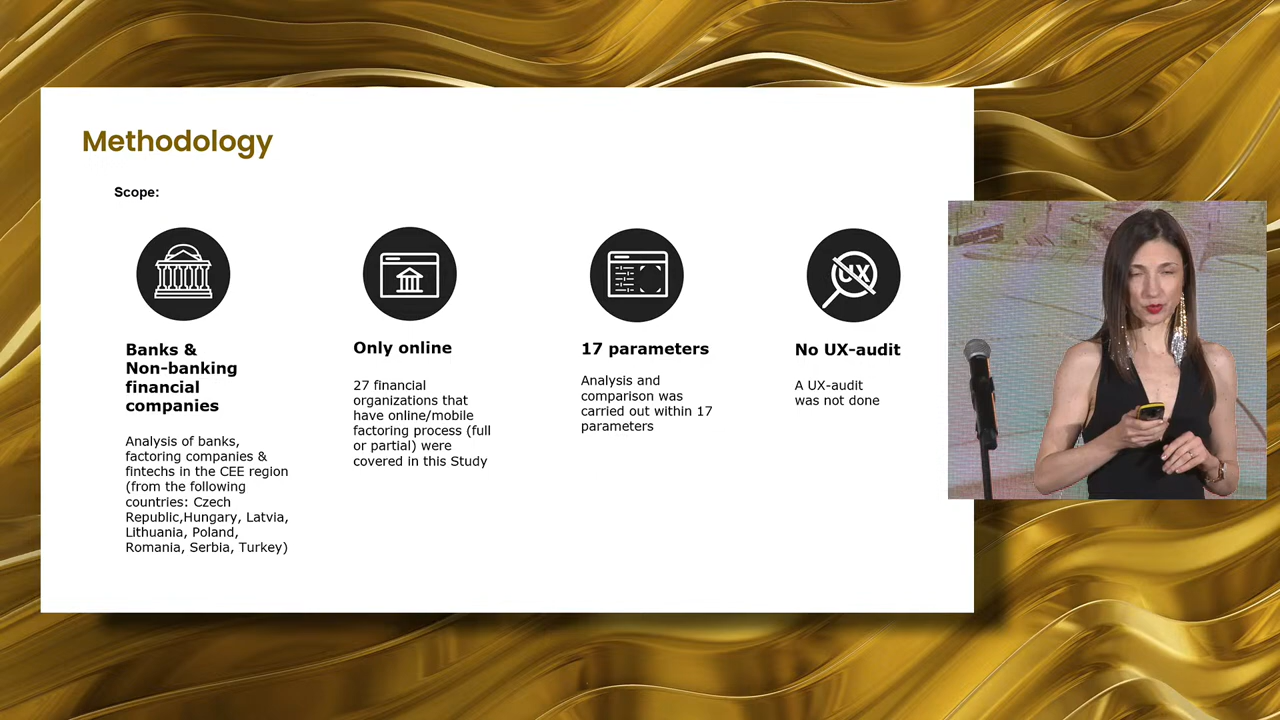 Methodology
Scope:
UX
Banks &
Non-banking
financial
companies
Analysis of banks,
factoring companies &
fintechs in the CEE region
(from the following
countries: Czech
Republic,Hungary, Latvia,
Lithuania, Poland,
Romania, Serbia, Turkey)
Only online
27 financial
organizations that
have online/mobile
factoring process (full
or partial) were
covered in this Study
17 parameters
Analysis and
comparison was
carried out within 17
parameters
No UX-audit
A UX-audit
was not done